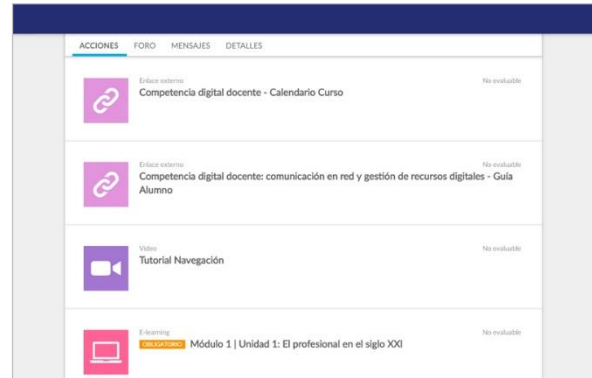 ACCIONES FORO MENSAJES DETALLES
Enlace externo No evaluable
Competencia digital docente - Calendario Curso
Enlace externo No evaluable
Competencia digital docente: comunicación en red y gestión de recursos digitales - Guía
Alumno
Video No evaluable
Tutorial Navegación
E-learning No evaluable
OBLIGATORIO Módulo 1 | Unidad 1: El profesional en el siglo XXI